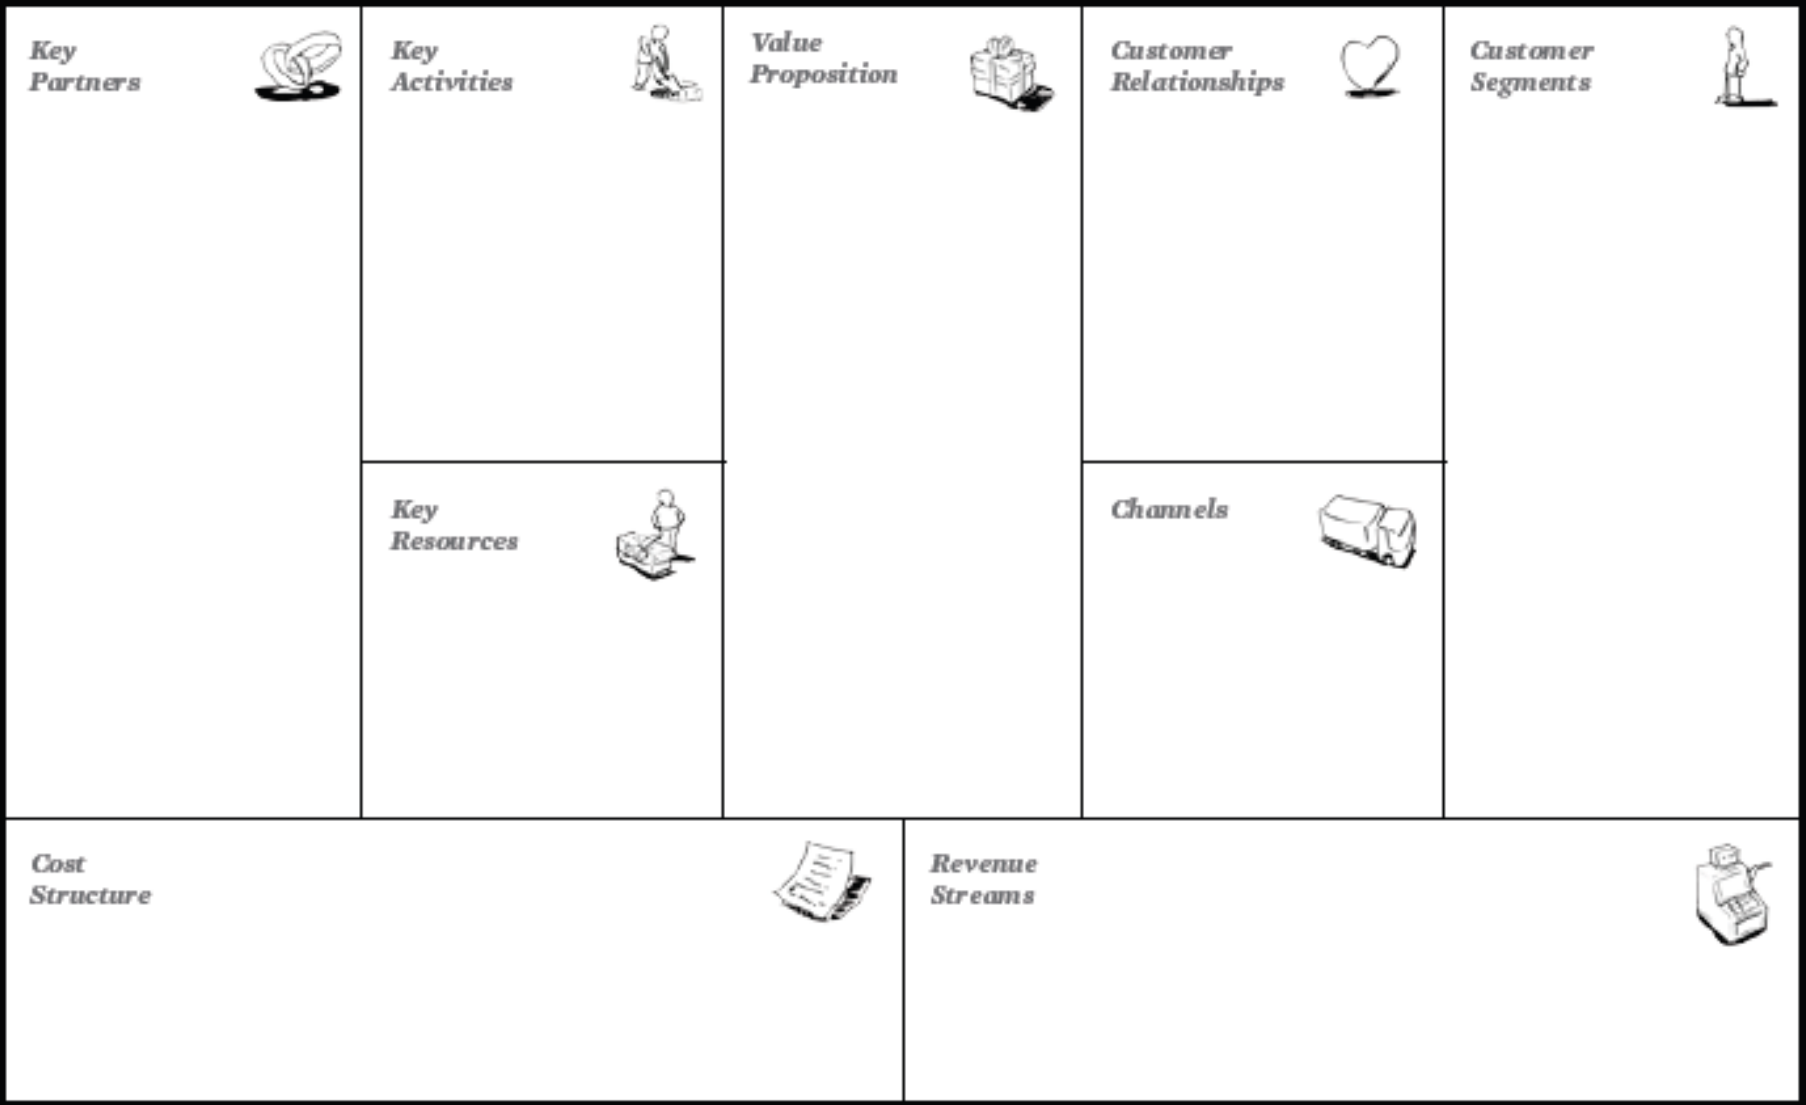 Key
Partners
Key
Activities
Value
Proposition
Customer
Relationships
Customer
Segments
Key
Resources
Channels
Cost
Structure
Revenue
Streams